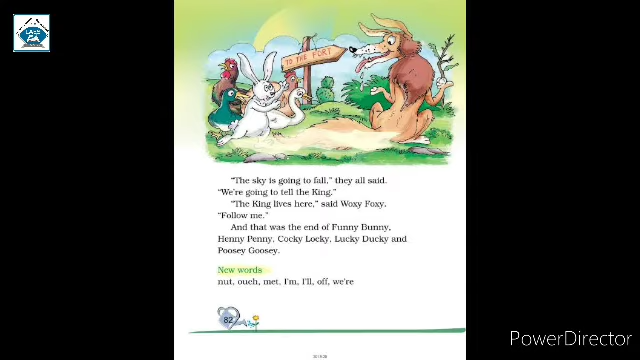 TO THE FORT
"The sky is going to fall," they all said.
"We're going to tell the King."
"The King lives here," said Woxy Foxy.
"Follow me."
And that was the end of Funny Bunny,
Henny Penny, Cocky Locky, Lucky Ducky and
Poosey Goosey.
New words
nut, ouch, met, I'm, I'll, off, we're
82
PowerDirector